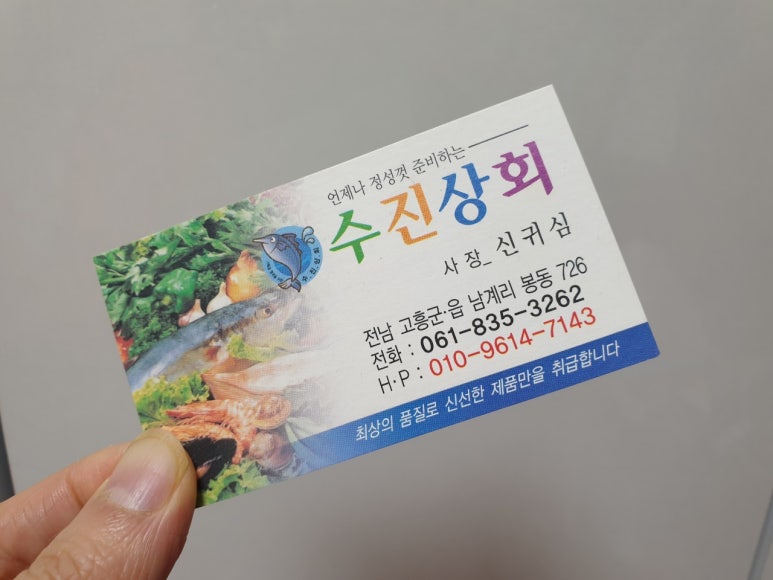 언제나 정성껏 준비하는
수진상회
사 장_ 신 귀 심
전남 고흥군·읍 남계리 봉동 726
전화 : 061-835-3262
H·P : 010-9614-7143
최상의 품질로 신선한 제품만을 취급합니다